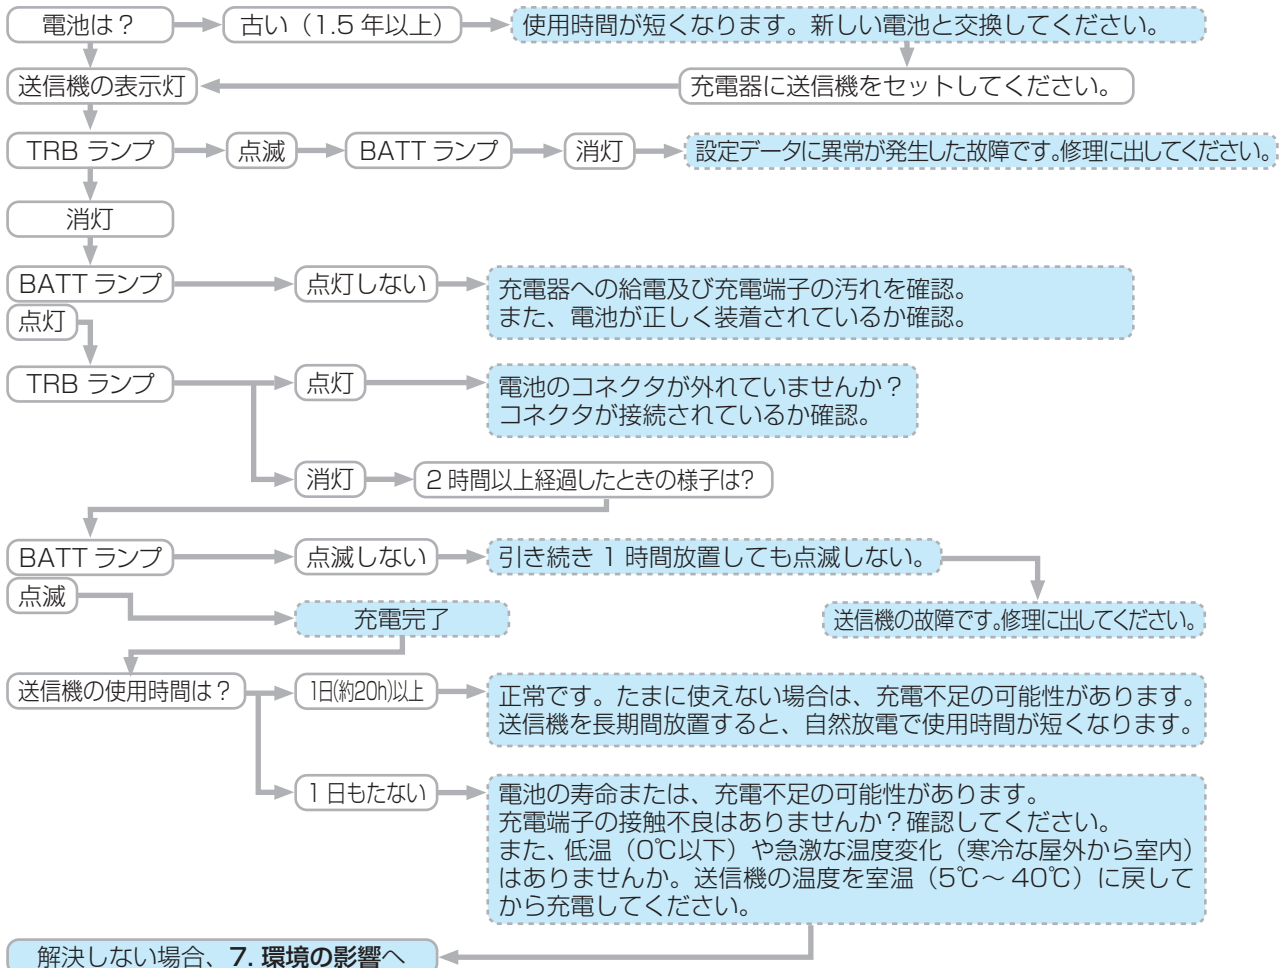 電池は？
古い（1.5 年以上）
使用時間が短くなります。新しい電池と交換してください。
送信機の表示灯
充電器に送信機をセットしてください。
TRB ランプ
点滅
BATT ランプ
消灯
設定データに異常が発生した故障です。修理に出してください。
消灯
BATT ランプ
点灯しない
充電器への給電及び充電端子の汚れを確認。
また、電池が正しく装着されているか確認。
点灯
TRB ランプ
点灯
電池のコネクタが外れていませんか？
コネクタが接続されているか確認。
消灯
2 時間以上経過したときの様子は?
BATT ランプ
点滅しない
引き続き 1 時間放置しても点滅しない。
点滅
充電完了
送信機の故障です。修理に出してください。
送信機の使用時間は？
1日(約20h)以上
正常です。たまに使えない場合は、充電不足の可能性があります。
送信機を長期間放置すると、自然放電で使用時間が短くなります。
1 日もたない
電池の寿命または、充電不足の可能性があります。
充電端子の接触不良はありませんか？確認してください。
また、低温（0℃以下）や急激な温度変化（寒冷な屋外から室内）
はありませんか。送信機の温度を室温（5℃～ 40℃）に戻して
から充電してください。
解決しない場合、7. 環境の影響へ